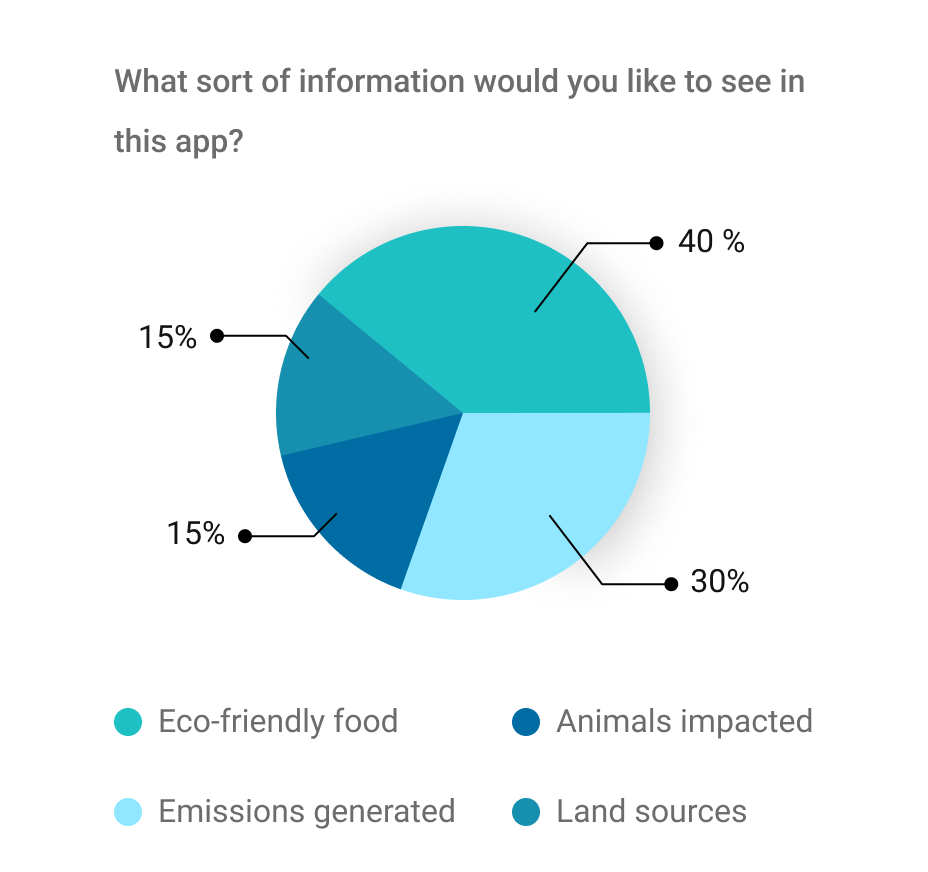 What sort of information would you like to see in
this app?
40 %
15%
15%
30%
Eco-friendly food
Animals impacted
Emissions generated
Land sources